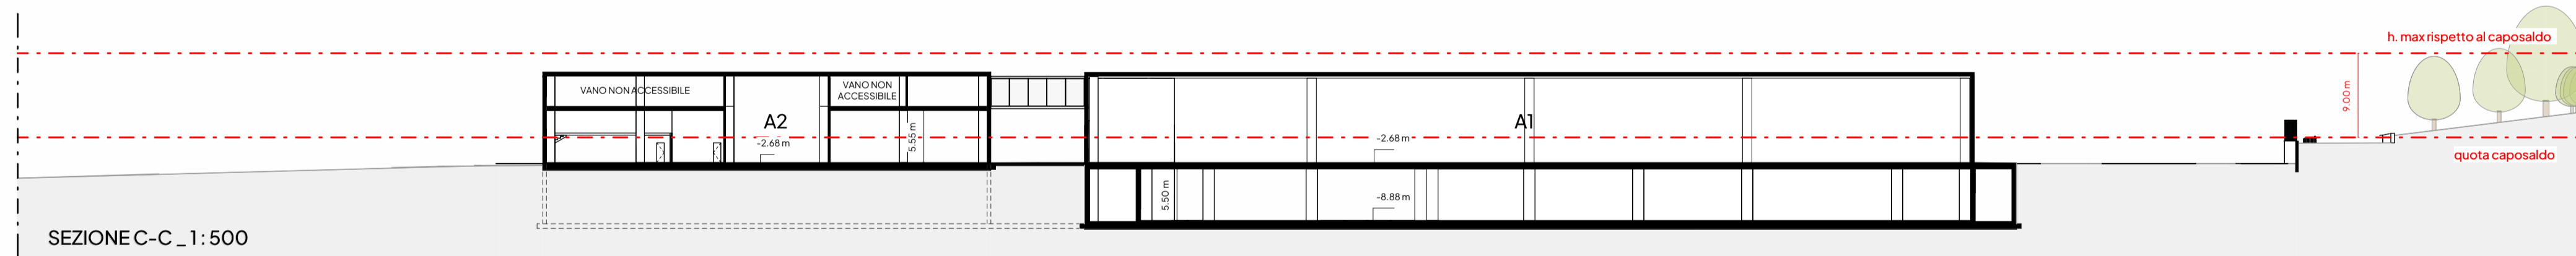 h. max rispetto al caposaldo
VANO NON ACCESSIBILE
VANO NON
ACCESSIBILE
9.00 m
A2
A1
5.55 m
-2.68 m
-2.68 m
quota caposaldo
5.50 m
-8.88 m
SEZIONE C-C _ 1 : 500